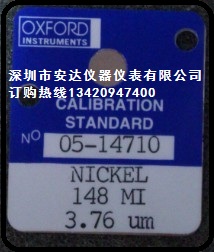 OXFORD
INSTRUMENTS
深圳市安达仪器仪表有限公司
订购热线13420947400
CALIBRATION
STANDARD
NO 05-14710
NICKEL
148 MI
3.76 um